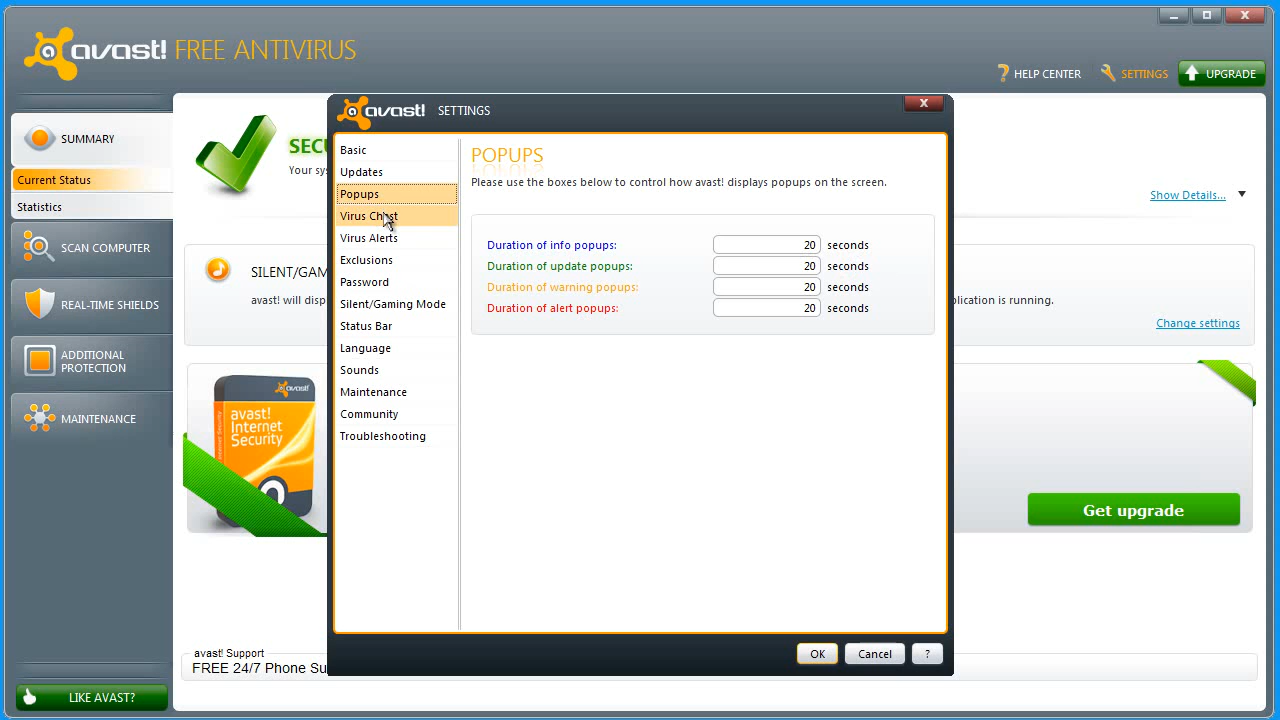 avast! FREE ANTIVIRUS
HELP CENTER
SETTINGS
UPGRADE
SUMMARY
Current Status
Statistics
SCAN COMPUTER
REAL-TIME SHIELDS
ADDITIONAL
PROTECTION
MAINTENANCE
LIKE AVAST?
Your sys
Show Details...
SILENT/GAM
avast! will disp
plication is running.
Change settings
avast!
avast!
Internet
Security
Get upgrade
avast! Support
FREE 24/7 Phone Su
avast! SETTINGS
Basic
Updates
Popups
Virus Chest
Virus Alerts
Exclusions
Password
Silent/Gaming Mode
Status Bar
Language
Sounds
Maintenance
Community
Troubleshooting
POPUPS
Please use the boxes below to control how avast! displays popups on the screen.
Duration of info popups: 20 seconds
Duration of update popups: 20 seconds
Duration of warning popups: 20 seconds
Duration of alert popups: 20 seconds
OK
Cancel
?